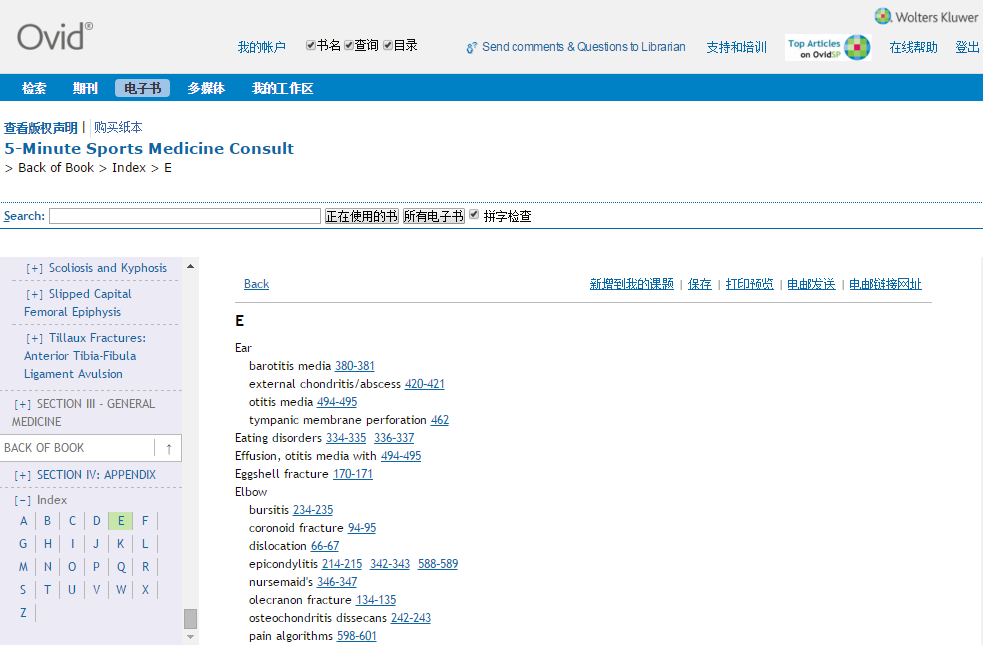 Wolters Kluwer
Ovid®
我的帐户 书名 查询 目录 Send comments & Questions to Librarian 支持和培训 Top Articles on OvidSP 在线帮助 登出
检索 期刊 电子书 多媒体 我的工作区
查看版权声明 | 购买纸本
5-Minute Sports Medicine Consult
> Back of Book > Index > E
Search: 正在使用的书 所有电子书 拼字检查
[+] Scoliosis and Kyphosis
[+] Slipped Capital
Femoral Epiphysis
[+] Tillaux Fractures:
Anterior Tibia-Fibula
Ligament Avulsion
[+] SECTION III - GENERAL
MEDICINE
BACK OF BOOK ↑
[+] SECTION IV: APPENDIX
[−] Index
A B C D E F
G H I J K L
M N O P Q R
S T U V W X
Z
Back 新增到我的课题 | 保存 | 打印预览 | 电邮发送 | 电邮链接网址
E
Ear
barotitis media 380-381
external chondritis/abscess 420-421
otitis media 494-495
tympanic membrane perforation 462
Eating disorders 334-335 336-337
Effusion, otitis media with 494-495
Eggshell fracture 170-171
Elbow
bursitis 234-235
coronoid fracture 94-95
dislocation 66-67
epicondylitis 214-215 342-343 588-589
nursemaid's 346-347
olecranon fracture 134-135
osteochondritis dissecans 242-243
pain algorithms 598-601